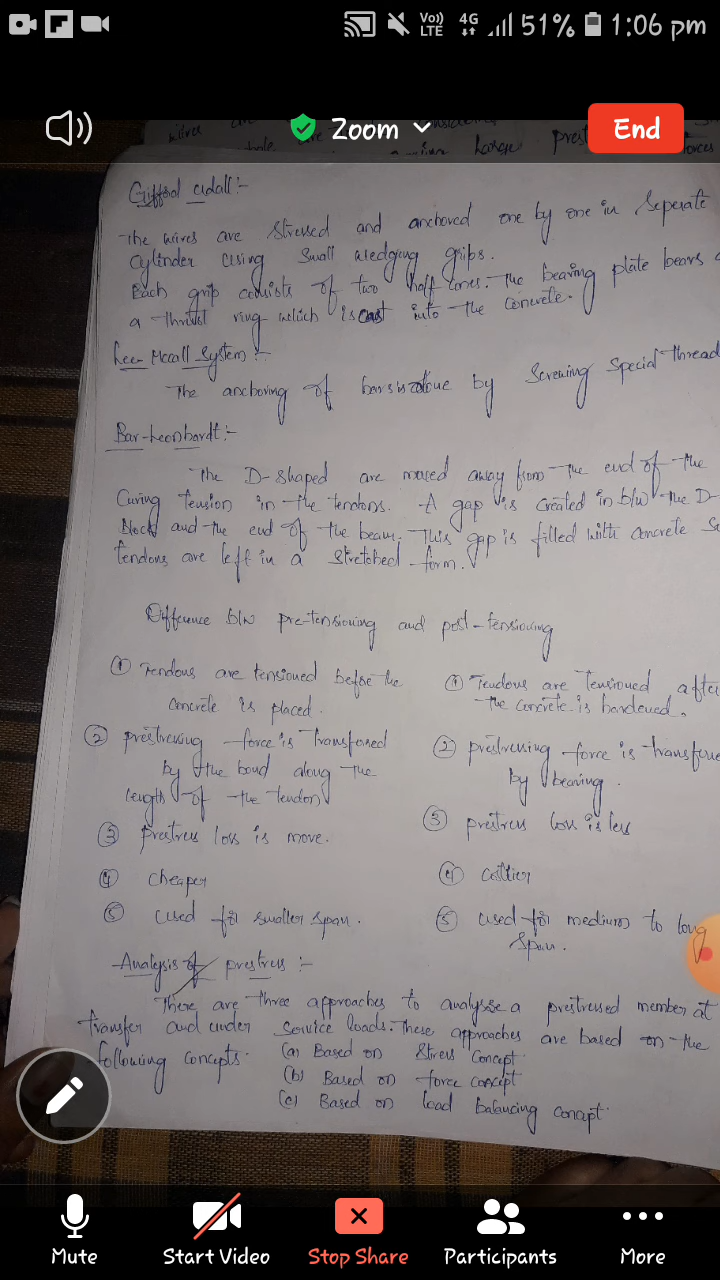 Vo))
LTE
4G
51%
1:06 pm
Zoom
End
wires
hole
large
prest
forces
Giffod Udall:-
The wires are stressed and anchored one by one in Seperate
cylinder using small wedging grips.
Each grip consists of two half cones. The bearing plate bears
a thrust ring which is cast into the concrete.
Lee-Mccall System:-
The anchoring of bars is done by Screwing Special Thread
Bar-Leonhardt:-
The D-shaped are moved away from the end of the
Curing tension in the tendons. A gap is created in b/w the D-
Block and the end of the beam. This gap is filled with concrete
tendons are left in a stretched form.
Difference b/w pre-tensioning and post-tensioning
① Tendons are tensioned before the
concrete is placed.
① Tendons are Tensioned afte
the concrete is hardened.
② prestressing force is Transfered
by the bond along the
length of the tendon
② prestressing force is transfere
by bearing.
③ prestress loss is more.
③ prestress loss is less
④ cheaper
④ costlier
⑤ used for smaller span.
⑤ used for medium to long
Span.
Analysis of prestress :-
There are three approaches to analyse a prestressed member at
transfer and under service loads. These approaches are based on the
following concepts.
(a) Based on Stress Concept
(b) Based on force concept
(c) Based on load balancing concept.
Mute
Start Video
Stop Share
Participants
More